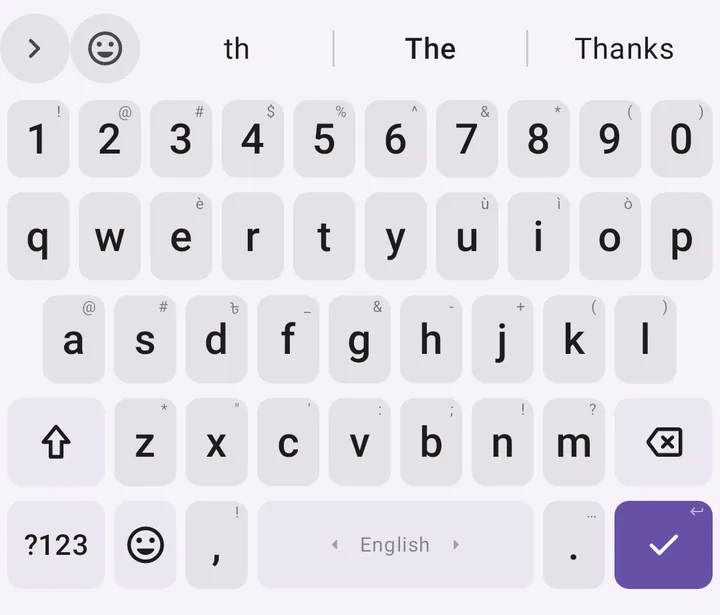 th The Thanks
! @ # $ % ^ & * ( )
1 2 3 4 5 6 7 8 9 0
è ù ì ò
q w e r t y u i o p
@ # _ & - + ( )
a s d f g h j k l
* " ' : ; ! ?
z x c v b n m
! …
?123 , English .